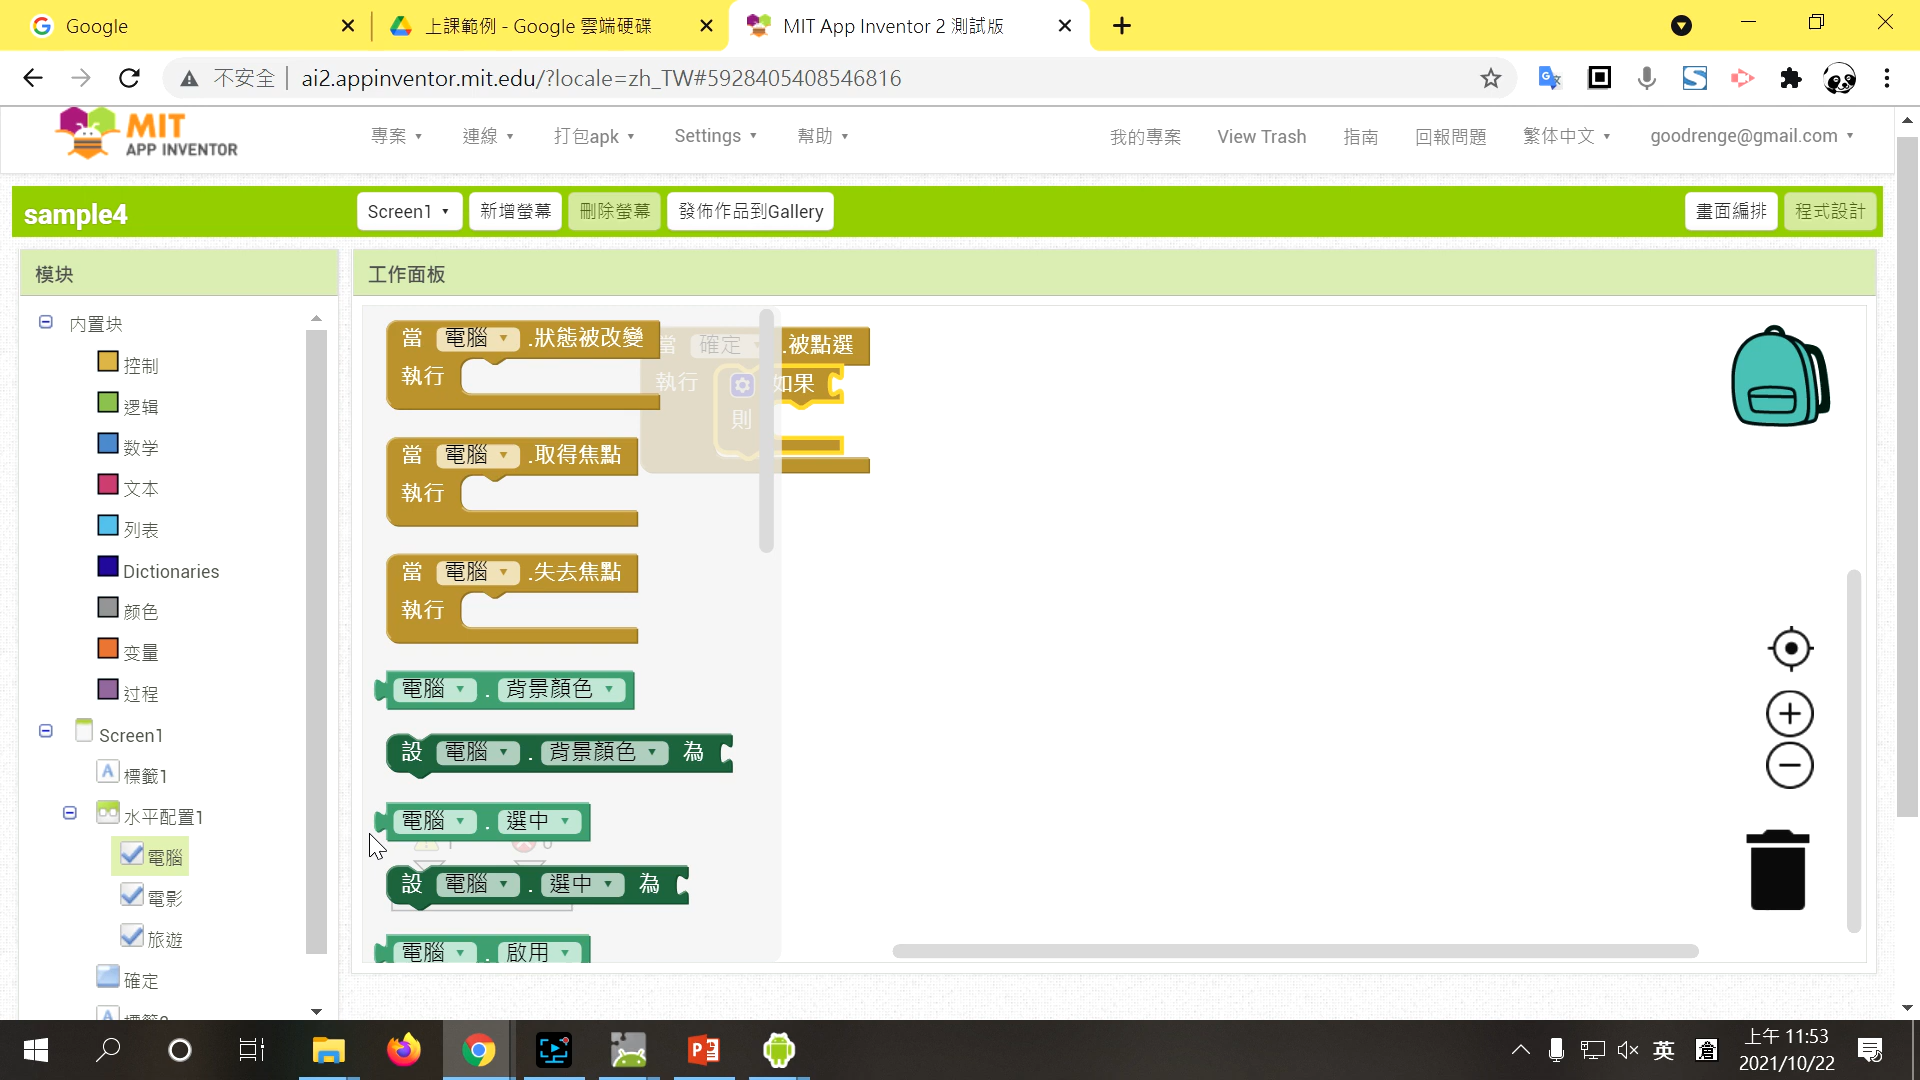 Google
上課範例 - Google 雲端硬碟
MIT App Inventor 2 測試版
不安全
ai2.appinventor.mit.edu/?locale=zh_TW#5928405408546816
MIT
APP INVENTOR
專案
連線
打包apk
Settings
幫助
我的專案
View Trash
指南
回報問題
繁体中文
goodrenge@gmail.com
sample4
Screen1
新增螢幕
刪除螢幕
發佈作品到Gallery
畫面編排
程式設計
模块
工作面板
内置块
控制
逻辑
数学
文本
列表
Dictionaries
颜色
变量
过程
Screen1
標籤1
水平配置1
電腦
電影
旅遊
確定
當 電腦 .狀態被改變
執行
當 電腦 .取得焦點
執行
當 電腦 .失去焦點
執行
電腦 . 背景顏色
設 電腦 . 背景顏色 為
電腦 . 選中
設 電腦 . 選中 為
電腦 . 啟用
當 確定 .被點選
執行 如果
則
英
倉
上午 11:53
2021/10/22